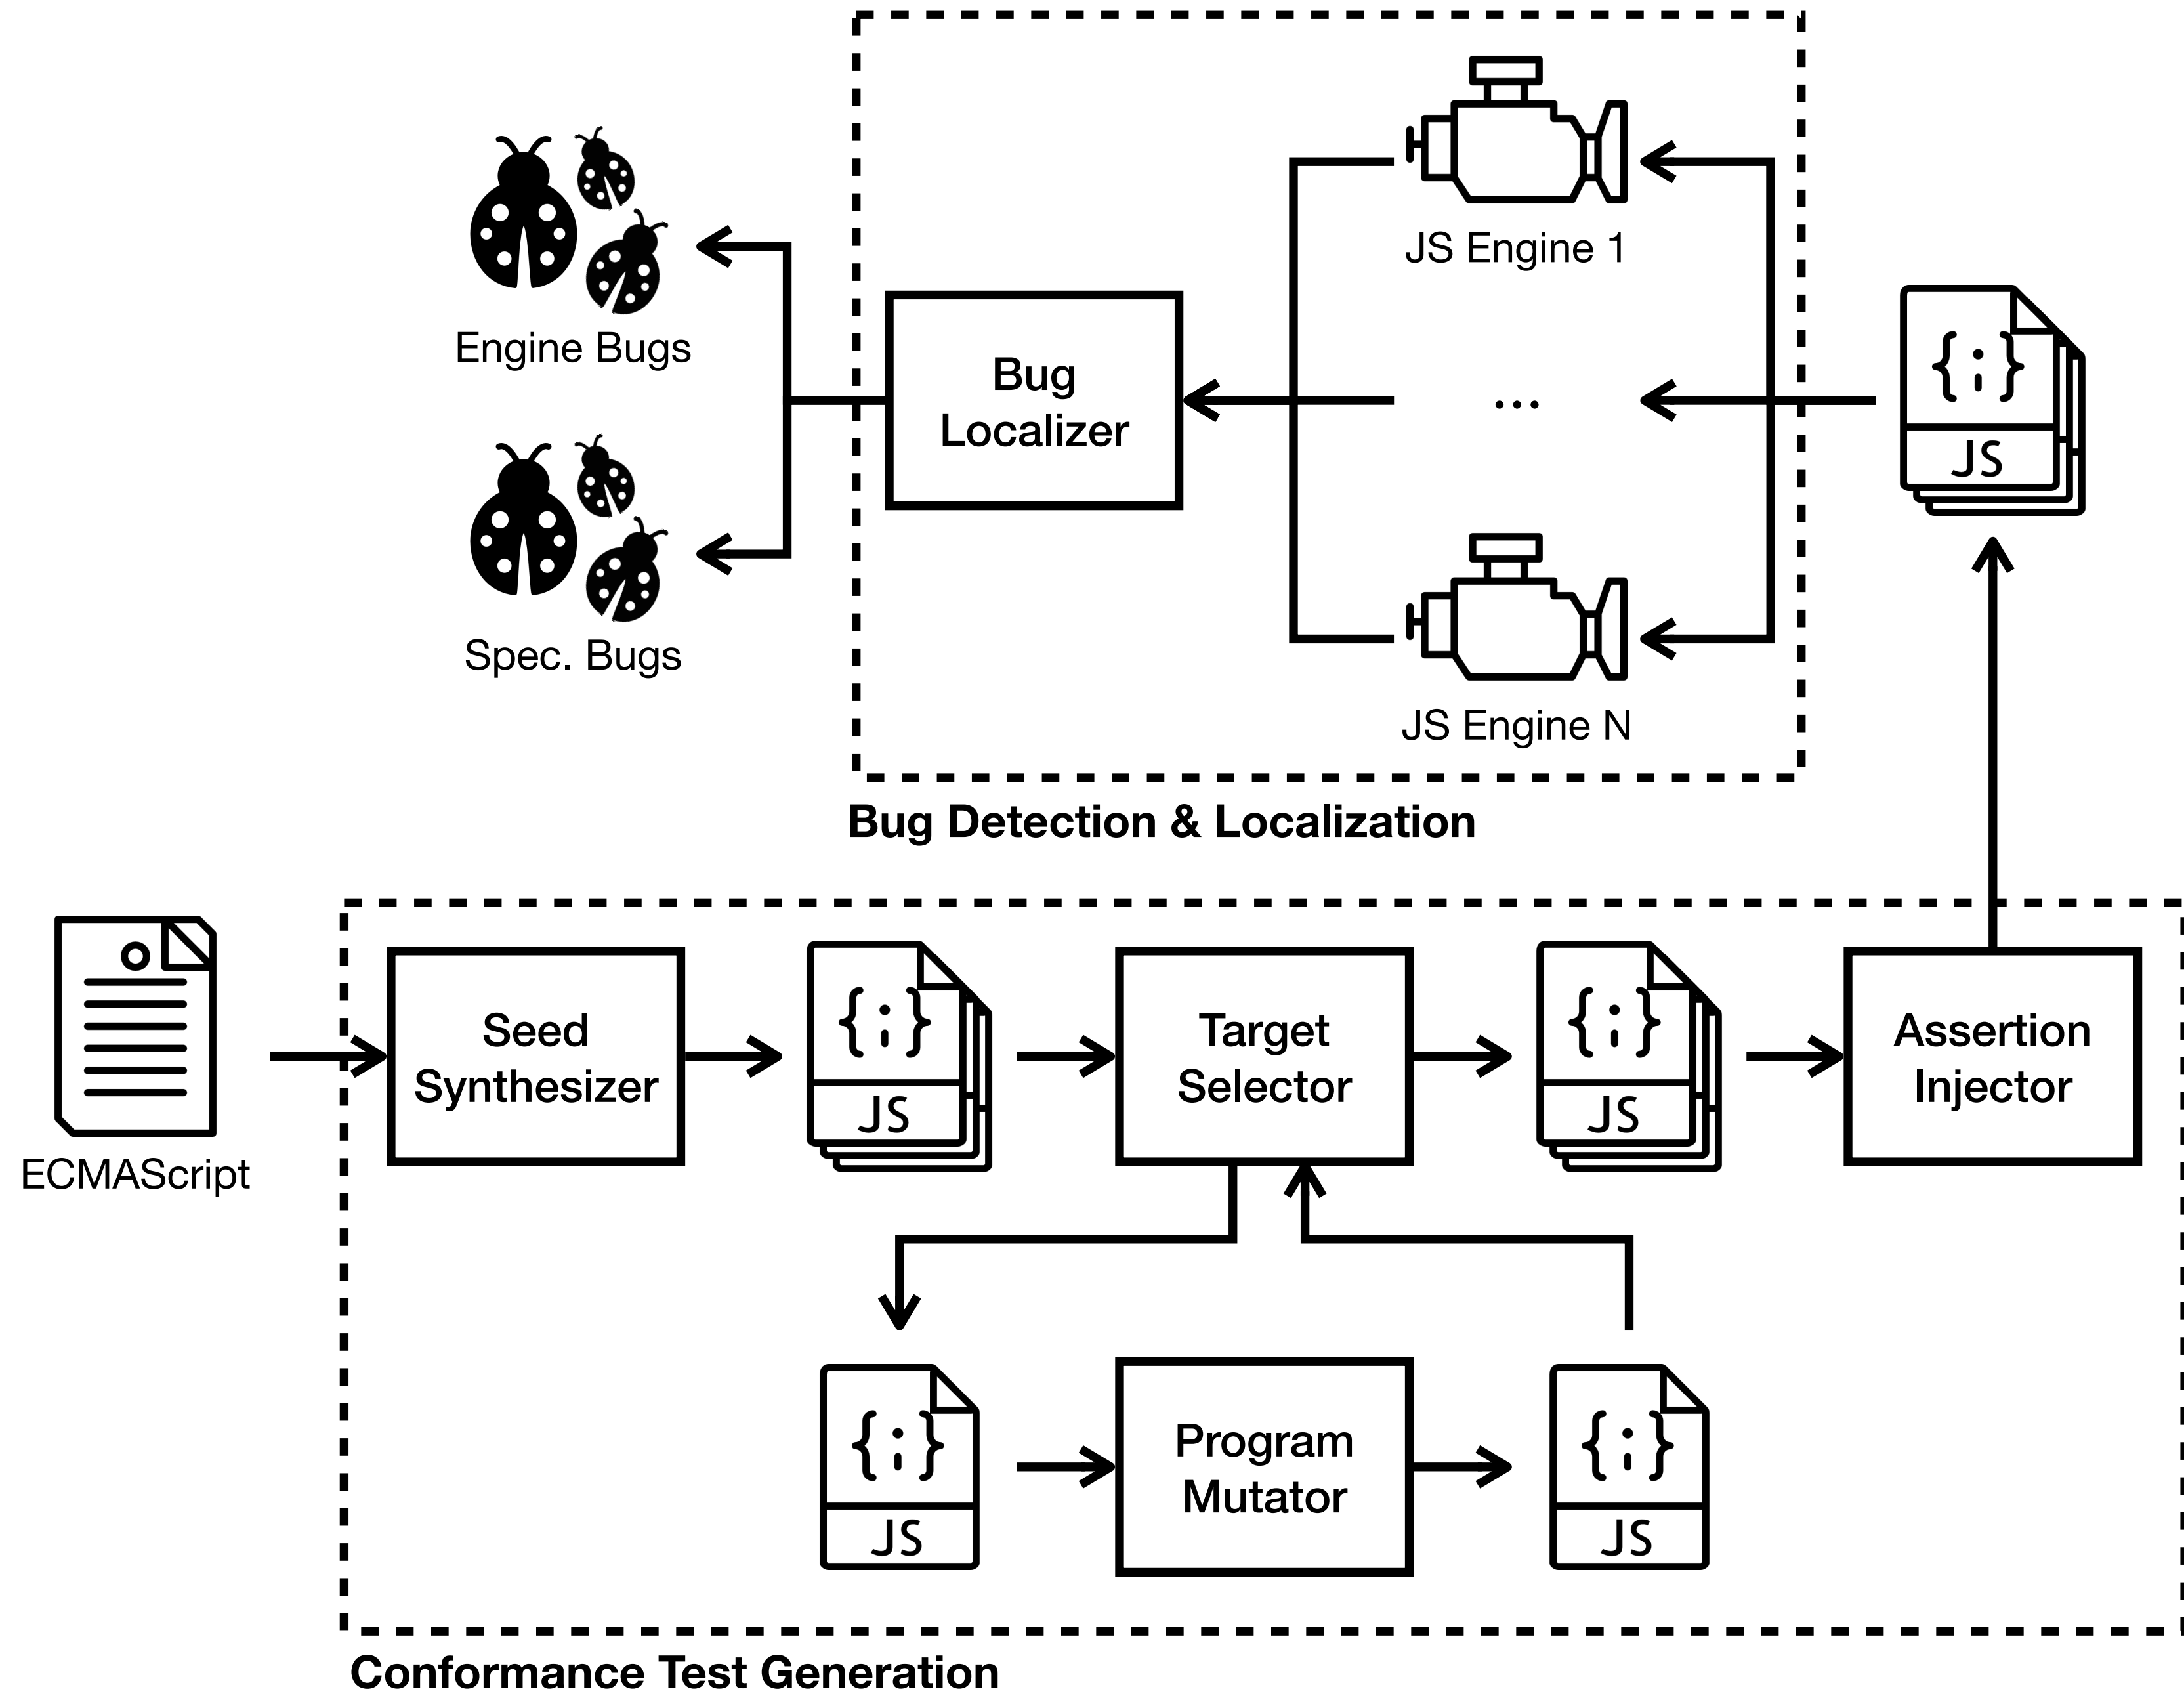 JS Engine 1
Engine Bugs
Bug
Localizer
...
{;}
JS
Spec. Bugs
JS Engine N
Bug Detection & Localization
ECMAScript
Seed
Synthesizer
{;}
JS
Target
Selector
{;}
JS
Assertion
Injector
{;}
JS
Program
Mutator
{;}
JS
Conformance Test Generation